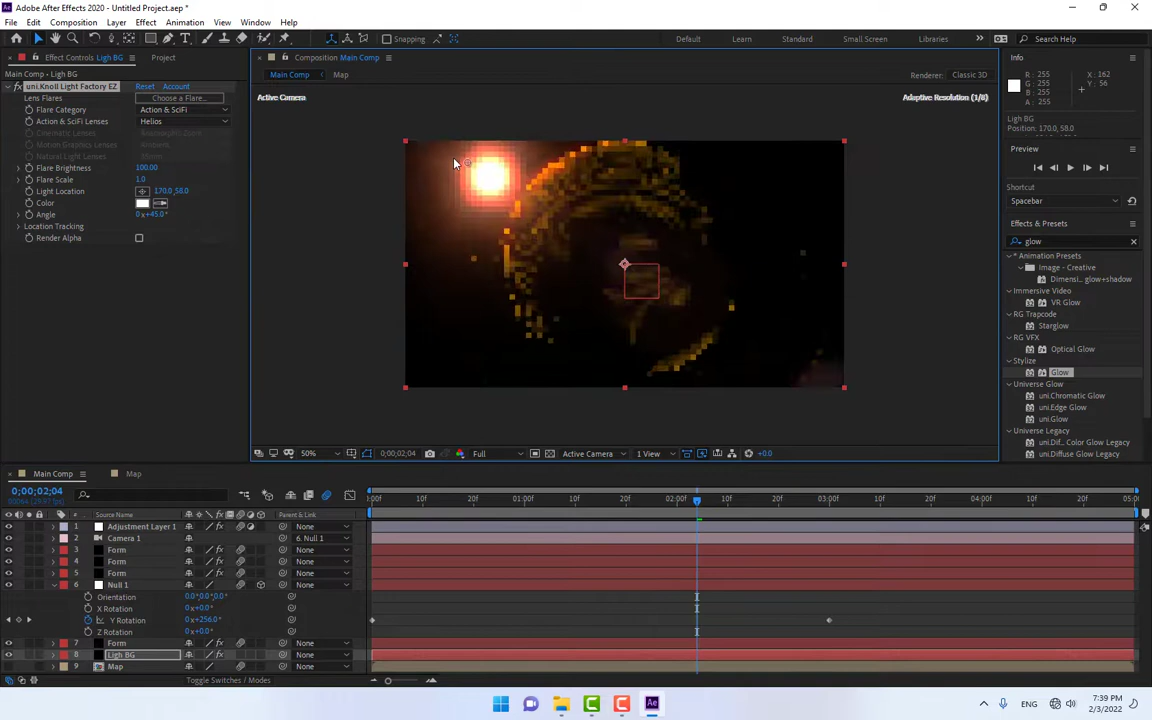 Adobe After Effects 2020 - Untitled Project.aep *
File Edit Composition Layer Effect Animation View Window Help
Snapping
Default Learn Standard Small Screen Libraries
Search Help
Effect Controls Ligh BG Project
Main Comp · Ligh BG
uni.Knoll Light Factory EZ Reset Account
Lens Flares Choose a Flare...
Flare Category Action & SciFi
Action & SciFi Lenses Helios
Cinematic Lenses
Motion Graphics Lenses
Natural Light Lenses
Flare Brightness 100.00
Flare Scale 1.0
Light Location 170.0,58.0
Color
Angle 0x+45.0°
Location Tracking
Render Alpha
Composition Main Comp
Main Comp Map
Renderer: Classic 3D
Active Camera
Adaptive Resolution (1/8)
50% 0;00;02;04 Full Active Camera 1 View +0.0
Info
R : 255
G : 255
B : 255
A : 255
X : 162
Y : 56
Ligh BG
Position: 170.0, 58.0
Preview
Shortcut
Spacebar
Effects & Presets
glow
* Animation Presets
Image - Creative
Dimensi... glow+shadow
Immersive Video
VR Glow
RG Trapcode
Starglow
RG VFX
Optical Glow
Stylize
Glow
Universe Glow
uni.Chromatic Glow
uni.Edge Glow
uni.Glow
Universe Legacy
uni.Dif... Color Glow Legacy
uni.Diffuse Glow Legacy
Main Comp Map
0;00;02;04
00064 (29.97 fps)
# Source Name Parent & Link
0:00f 10f 20f 01:00f 10f 20f 02:00f 10f 20f 03:00f 10f 20f 04:00f 10f 20f 05:00
1 Adjustment Layer 1 None
2 Camera 1 6. Null 1
3 Form None
4 Form None
5 Form None
6 Null 1 None
Orientation 0.0°,0.0°,0.0°
X Rotation 0x+0.0°
Y Rotation 0x+256.0°
Z Rotation 0x+0.0°
7 Form None
8 Ligh BG None
9 Map None
Toggle Switches / Modes
ENG
7:39 PM
2/3/2022